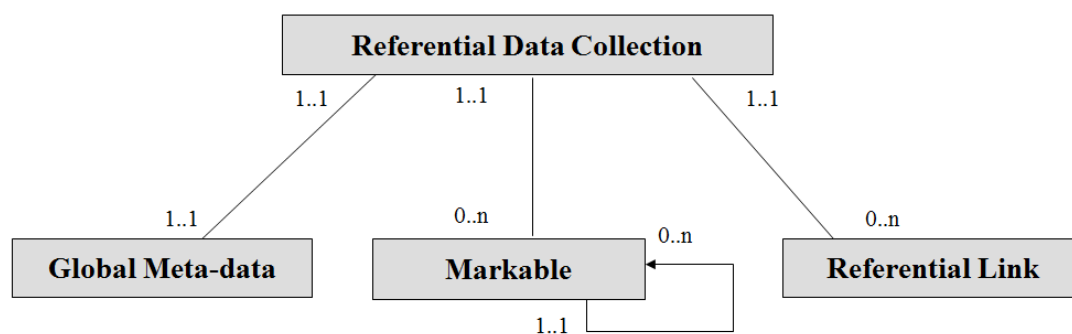 Referential Data Collection
1..1
1..1
1..1
1..1
0..n
0..n
0..n
Global Meta-data
Markable
Referential Link
1..1